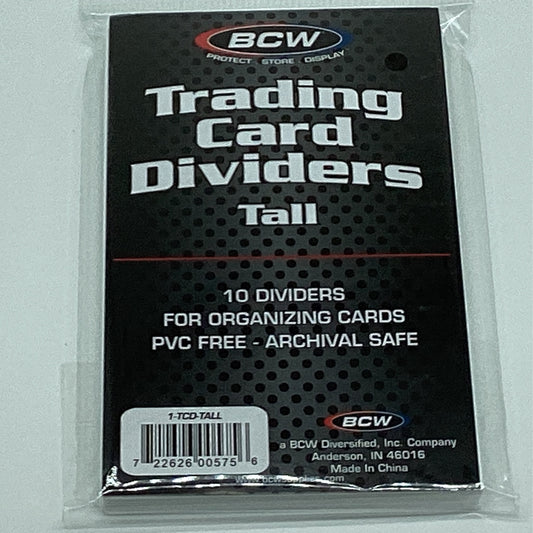 BCW
PROTECT STORE DISPLAY
Trading
Card
Dividers
Tall
10 DIVIDERS
FOR ORGANIZING CARDS
PVC FREE - ARCHIVAL SAFE
1-TCD-TALL
7 22626 00575 6
BCW
a BCW Diversified, Inc. Company
Anderson, IN 46016
Made In China